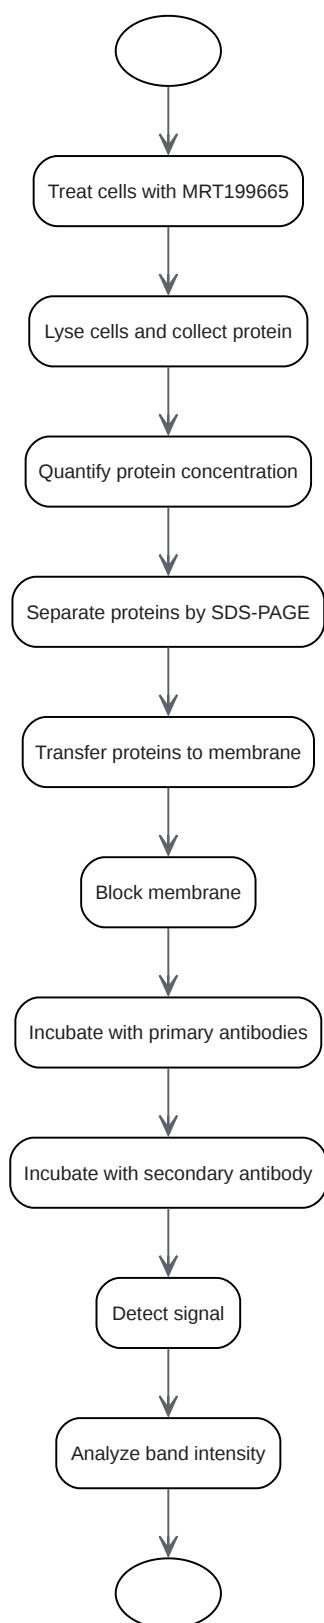 Treat cells with MRT199665
Lyse cells and collect protein
Quantify protein concentration
Separate proteins by SDS-PAGE
Transfer proteins to membrane
Block membrane
Incubate with primary antibodies
Incubate with secondary antibody
Detect signal
Analyze band intensity